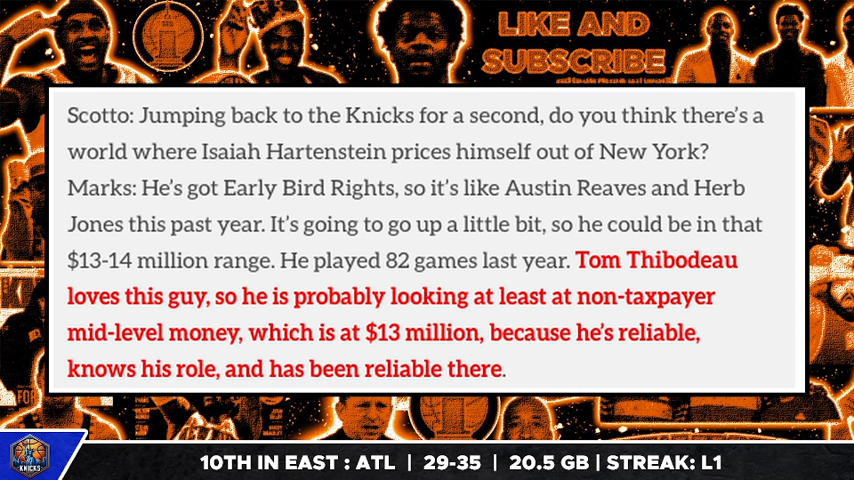 LIKE AND
SUBSCRIBE
Scotto: Jumping back to the Knicks for a second, do you think there's a
world where Isaiah Hartenstein prices himself out of New York?
Marks: He's got Early Bird Rights, so it's like Austin Reaves and Herb
Jones this past year. It's going to go up a little bit, so he could be in that
$13-14 million range. He played 82 games last year. Tom Thibodeau
loves this guy, so he is probably looking at least at non-taxpayer
mid-level money, which is at $13 million, because he's reliable,
knows his role, and has been reliable there.
KNICKS
10TH IN EAST : ATL | 29-35 | 20.5 GB | STREAK: L1